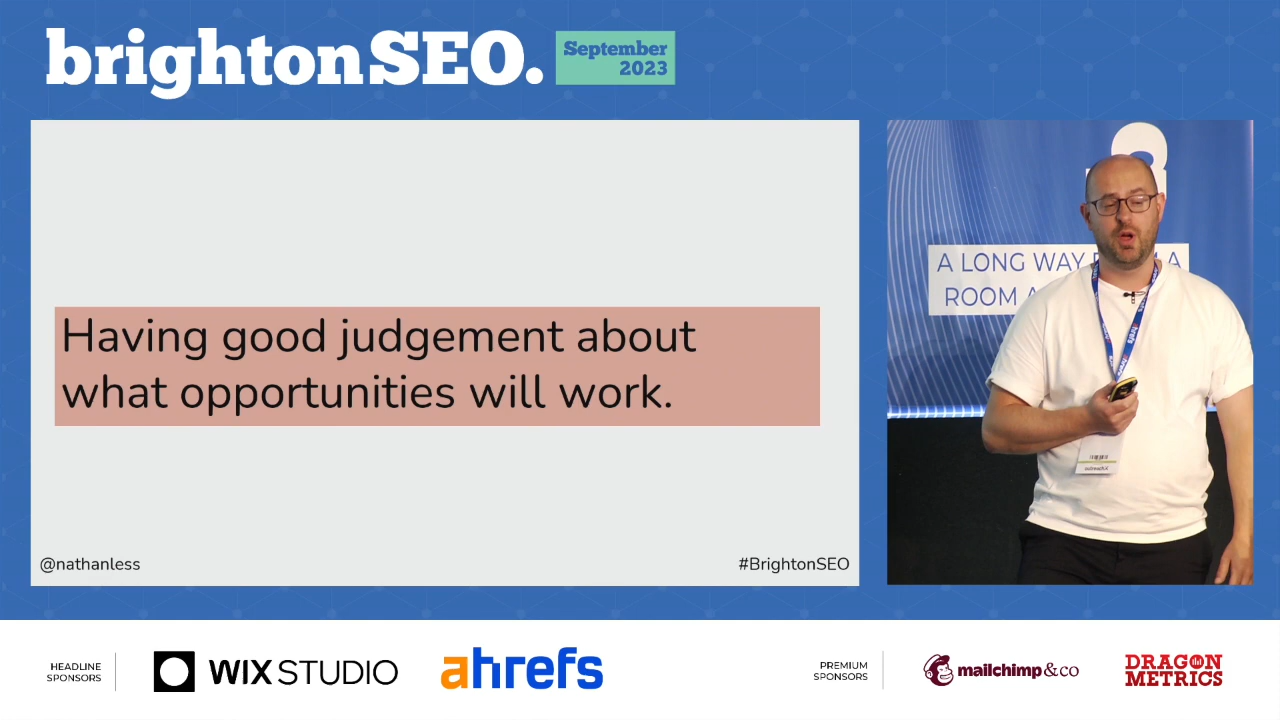 brightonSEO.
September
2023
Having good judgement about
what opportunities will work.
@nathanless
#BrightonSEO
A LONG WAY
ROOM A
HEADLINE
SPONSORS
WIX STUDIO
ahrefs
PREMIUM
SPONSORS
mailchimp&co
DRAGON
METRICS